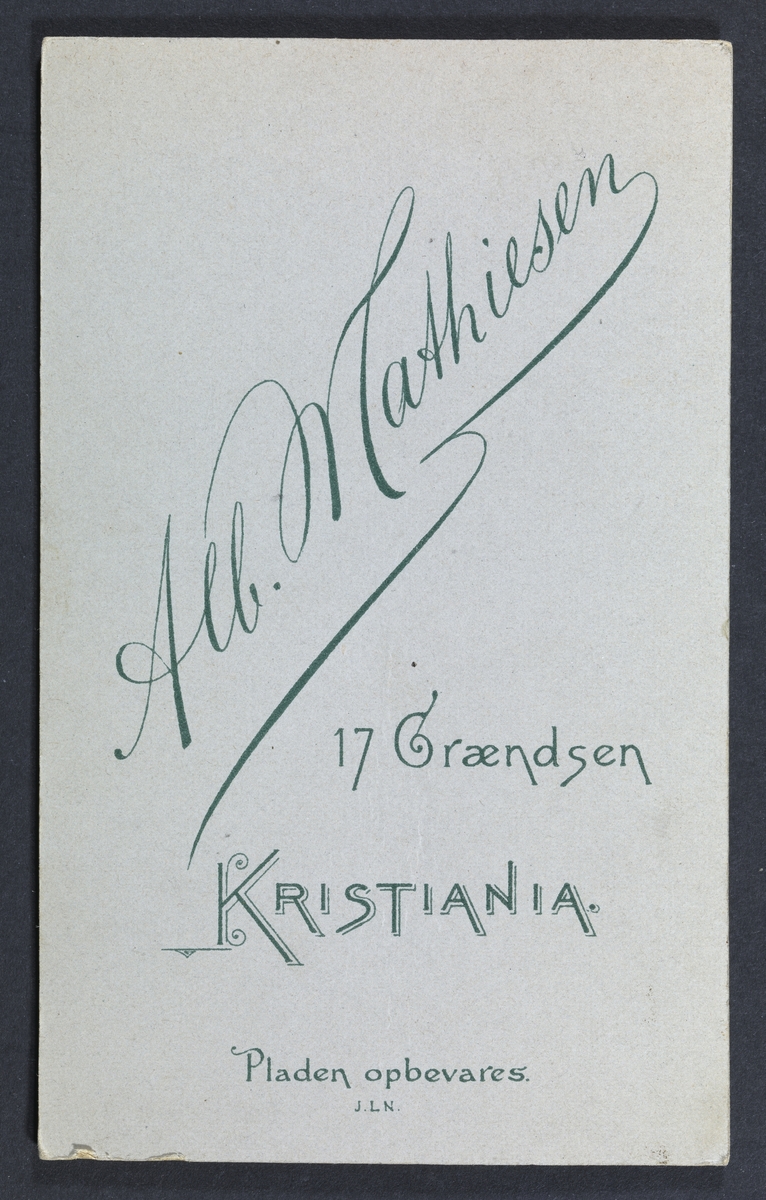 Alb. Mathiesen
17 Grændsen
KRISTIANIA.
Pladen opbevares.
J.L.N.